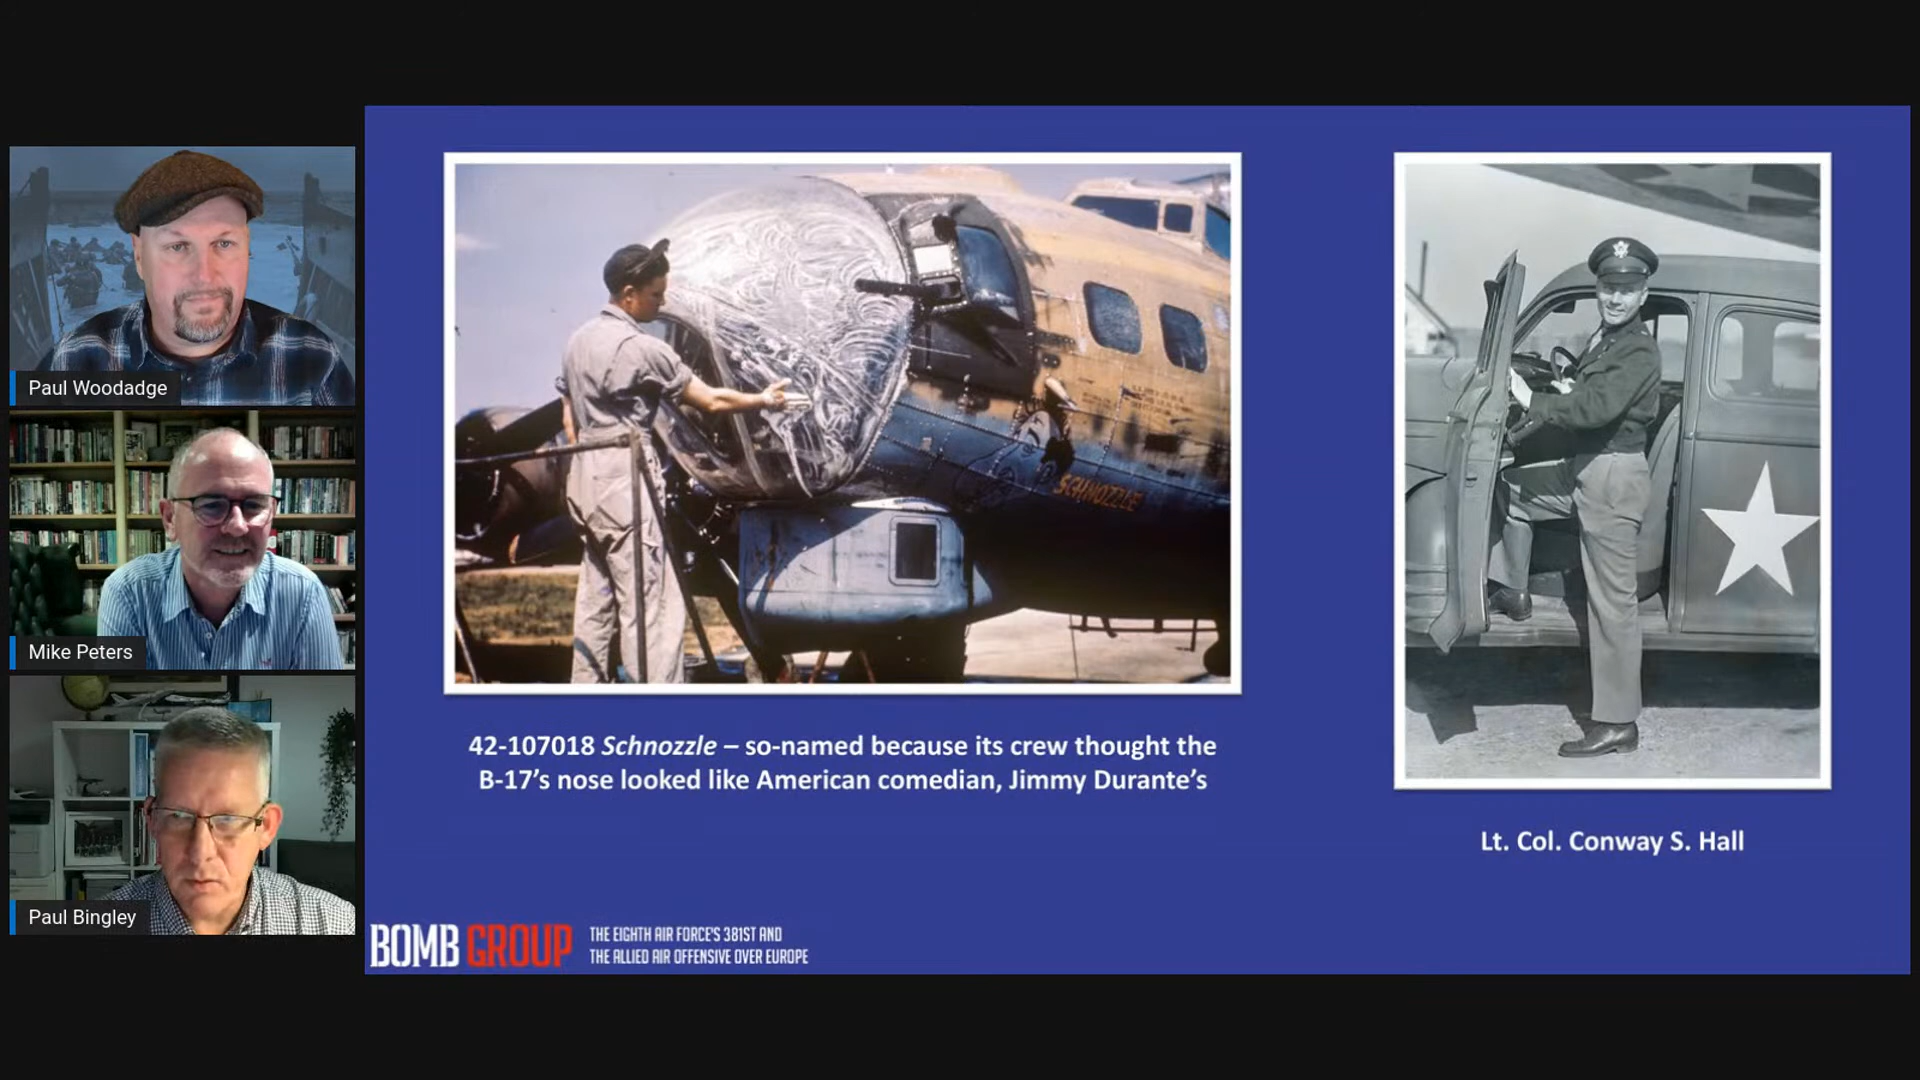 Paul Woodadge
Mike Peters
Paul Bingley
SCHNOZZLE
42-107018 Schnozzle – so-named because its crew thought the
B-17’s nose looked like American comedian, Jimmy Durante’s
Lt. Col. Conway S. Hall
BOMB GROUP
THE EIGHTH AIR FORCE'S 381ST AND
THE ALLIED AIR OFFENSIVE OVER EUROPE